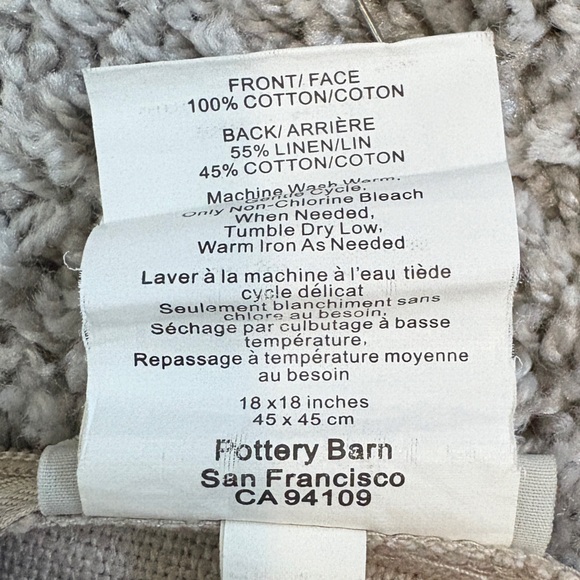 FRONT/ FACE
100% COTTON/COTON
BACK/ ARRIÈRE
55% LINEN/LIN
45% COTTON/COTON
Machine Wash Warm.
Gentle Cycle.
Only Non-Chlorine Bleach
When Needed,
Tumble Dry Low,
Warm Iron As Needed
Laver à la machine à l'eau tiède
cycle délicat
Seulement blanchiment sans
chlore au besoin,
Séchage par culbutage à basse
température,
Repassage à température moyenne
au besoin
18 x18 inches
45 x 45 cm
Pottery Barn
San Francisco
CA 94109